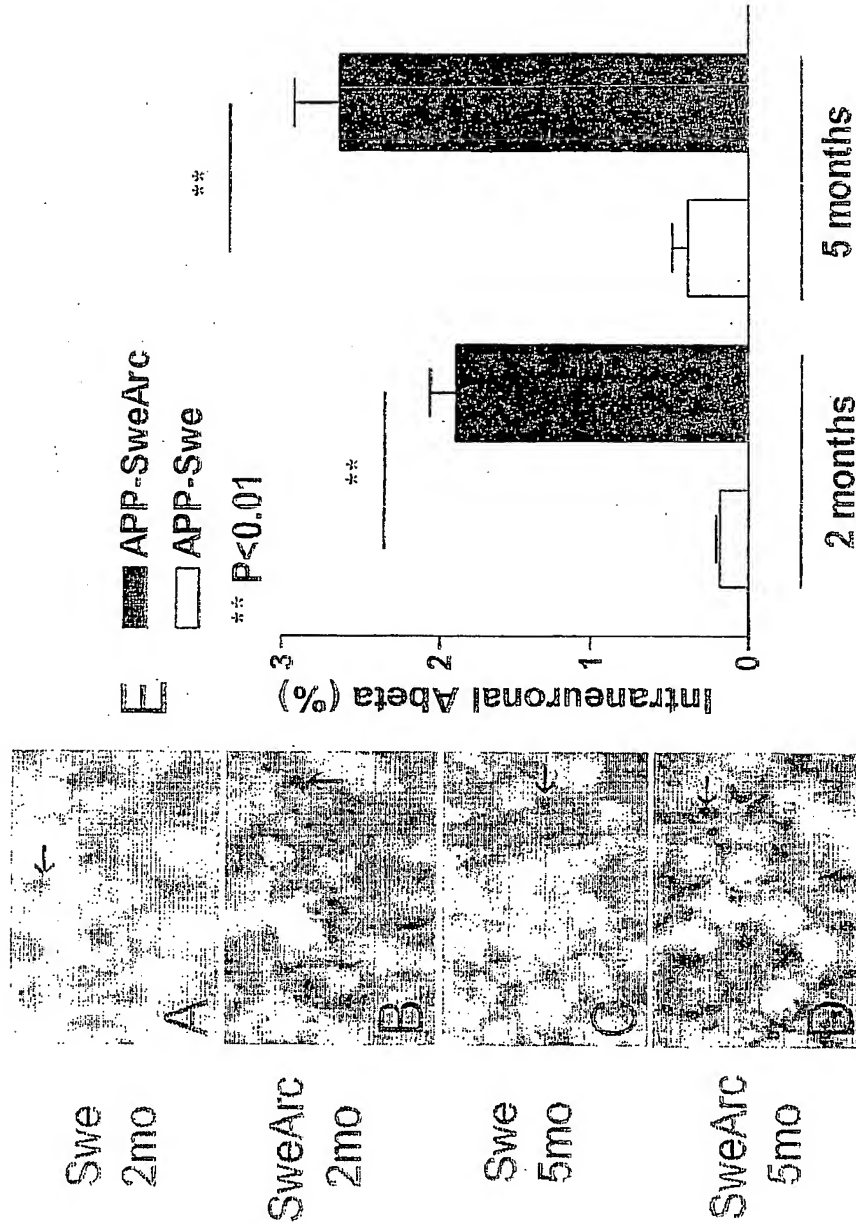 Swe
2mo
A
SweArc
2mo
B
Swe
5mo
C
SweArc
5mo
D
E
APP-SweArc
APP-Swe
** P<0.01
Intraneuronal Abeta (%)
3
2
1
0
**
**
2 months
5 months